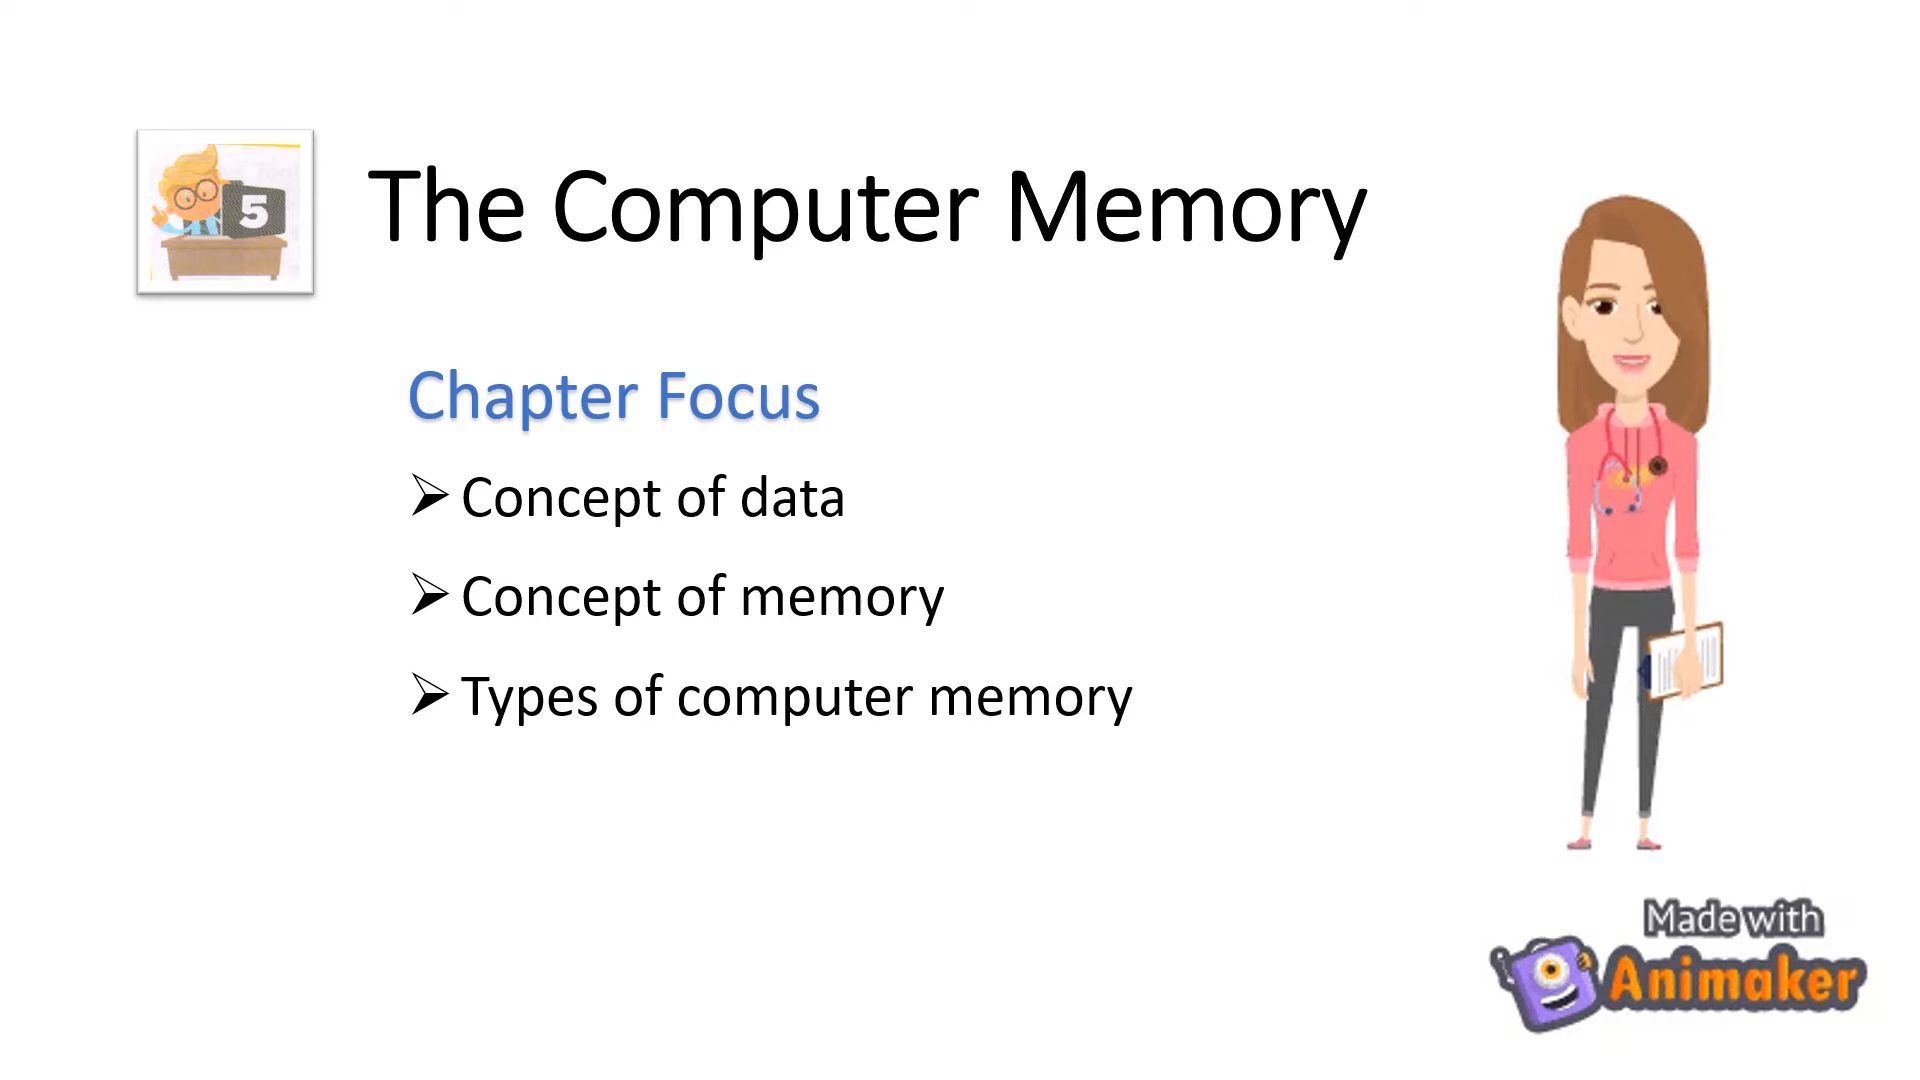 5
The Computer Memory
Chapter Focus
➢ Concept of data
➢ Concept of memory
➢ Types of computer memory
Made with
Animaker